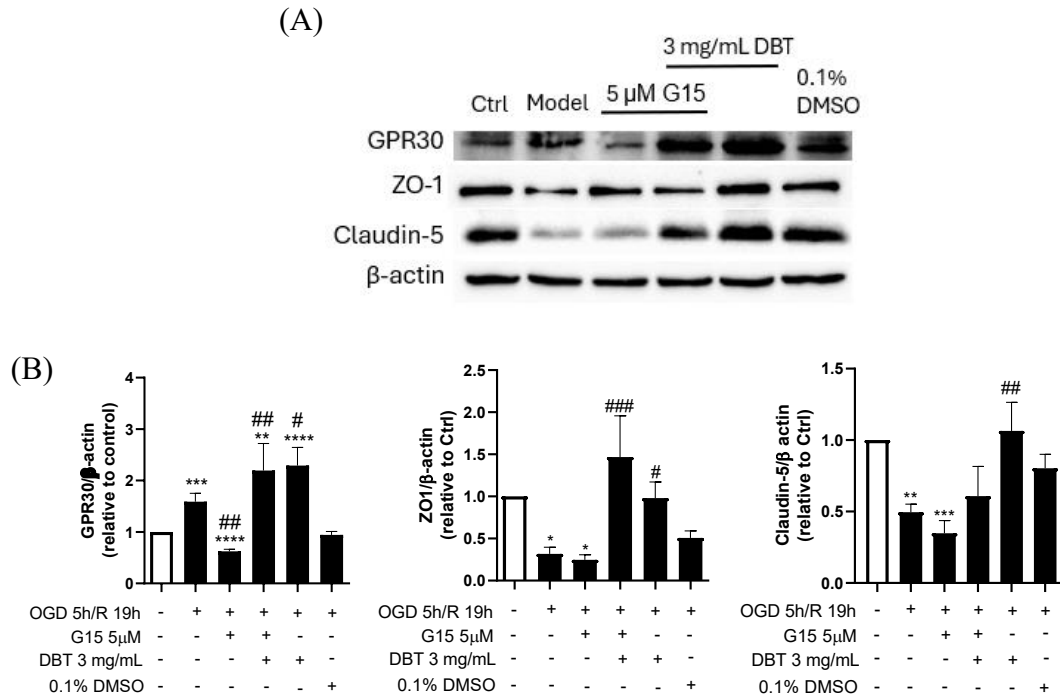 (A)
3 mg/mL DBT
Ctrl Model 5 µM G15 0.1% DMSO
GPR30
ZO-1
Claudin-5
β-actin
(B)
GPR30/β-actin
(relative to control)
4
3
2
1
0
***
##
****
##
**
#
****
OGD 5h/R 19h - + + + + +
G15 5µM - - + + - -
DBT 3 mg/mL - - - + + -
0.1% DMSO - - - - - +
ZO1/β-actin
(relative to Ctrl)
2.5
2.0
1.5
1.0
0.5
0.0
*
*
###
#
OGD 5h/R 19h - + + + + +
G15 5µM - - + + - -
DBT 3 mg/mL - - - + + -
0.1% DMSO - - - - - +
Claudin-5/β actin
(relative to Ctrl)
1.5
1.0
0.5
0.0
**
***
##
OGD 5h/R 19h - + + + + +
G15 5µM - - + + - -
DBT 3 mg/mL - - - + + -
0.1% DMSO - - - - - +